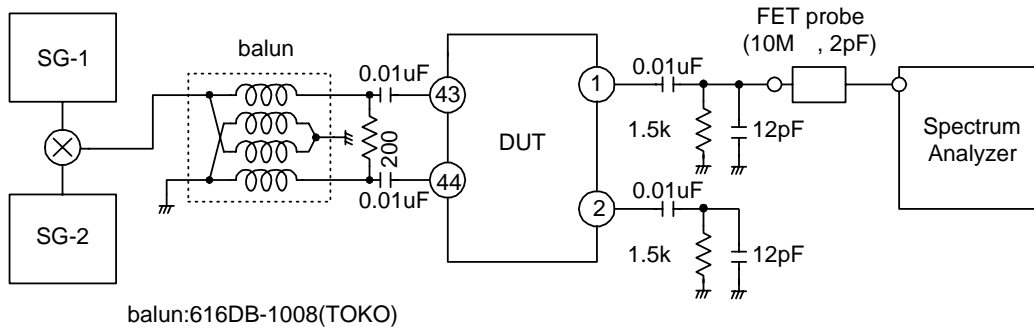 FET probe
(10M , 2pF)
SG-1
balun
0.01uF
43
1
0.01uF
200
DUT
1.5k
12pF
Spectrum
Analyzer
44
0.01uF
2
0.01uF
SG-2
1.5k
12pF
balun:616DB-1008(TOKO)